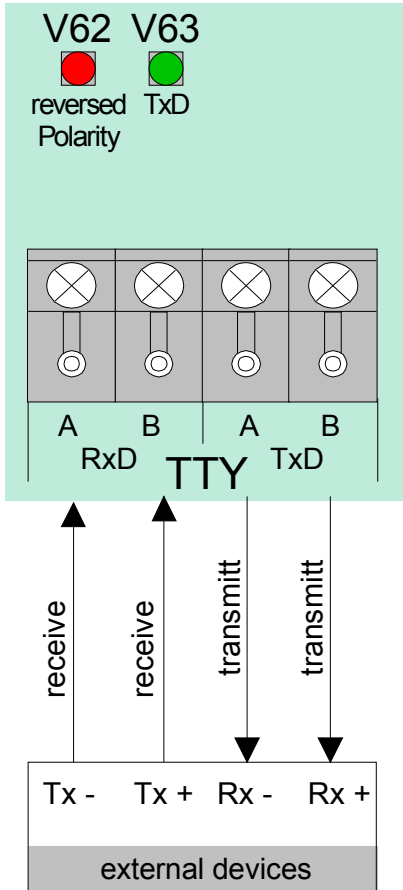 V62 V63
reversed TxD
Polarity
A B A B
RxD TTY TxD
receive receive transmitt transmitt
Tx - Tx + Rx - Rx +
external devices